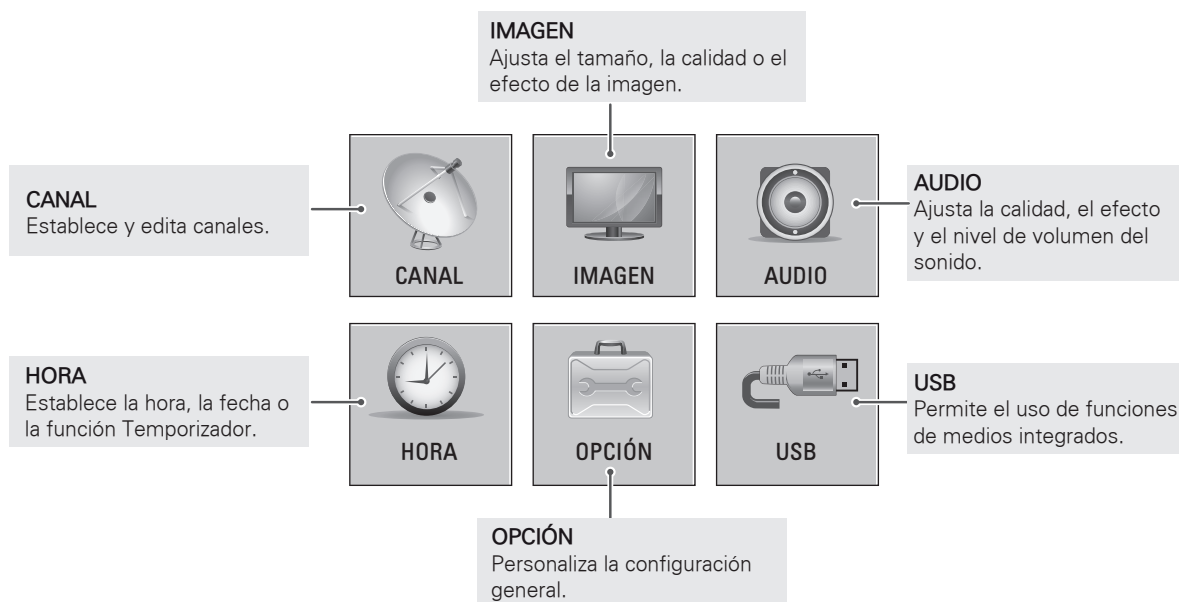 IMAGEN
Ajusta el tamaño, la calidad o el
efecto de la imagen.
CANAL
Establece y edita canales.
CANAL
IMAGEN
AUDIO
AUDIO
Ajusta la calidad, el efecto
y el nivel de volumen del
sonido.
HORA
Establece la hora, la fecha o
la función Temporizador.
HORA
OPCIÓN
USB
USB
Permite el uso de funciones
de medios integrados.
OPCIÓN
Personaliza la configuración
general.